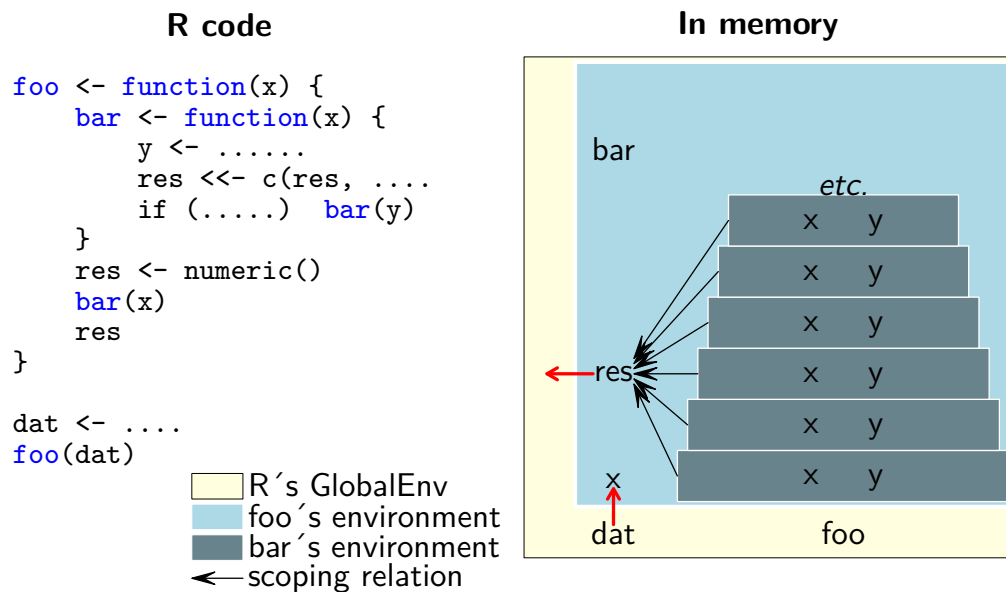 R code
foo <- function(x) {
    bar <- function(x) {
        y <- ......
        res <<- c(res, ....
        if (.....)  bar(y)
    }
    res <- numeric()
    bar(x)
    res
}
dat <- ....
foo(dat)
R´s GlobalEnv
foo´s environment
bar´s environment
scoping relation
In memory
bar
etc.
x y
x y
x y
res x y
x y
x x y
dat foo